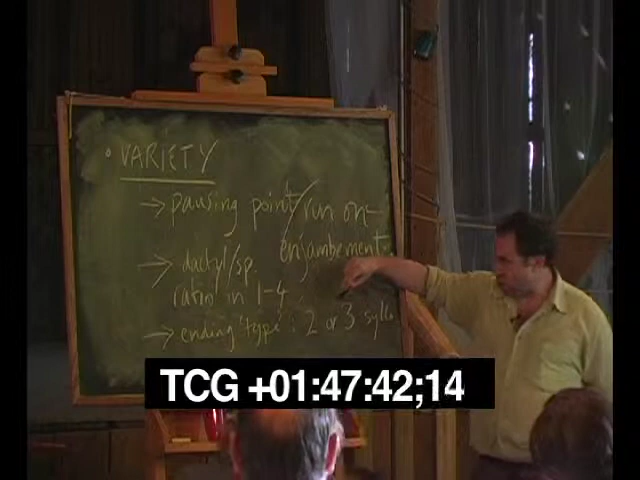 • VARIETY
→ pausing point/run on-
enjambement-
→ dactyl/sp.
ratio in 1-4
→ ending 'type': 2 or 3 sylls
TCG +01:47:42;14